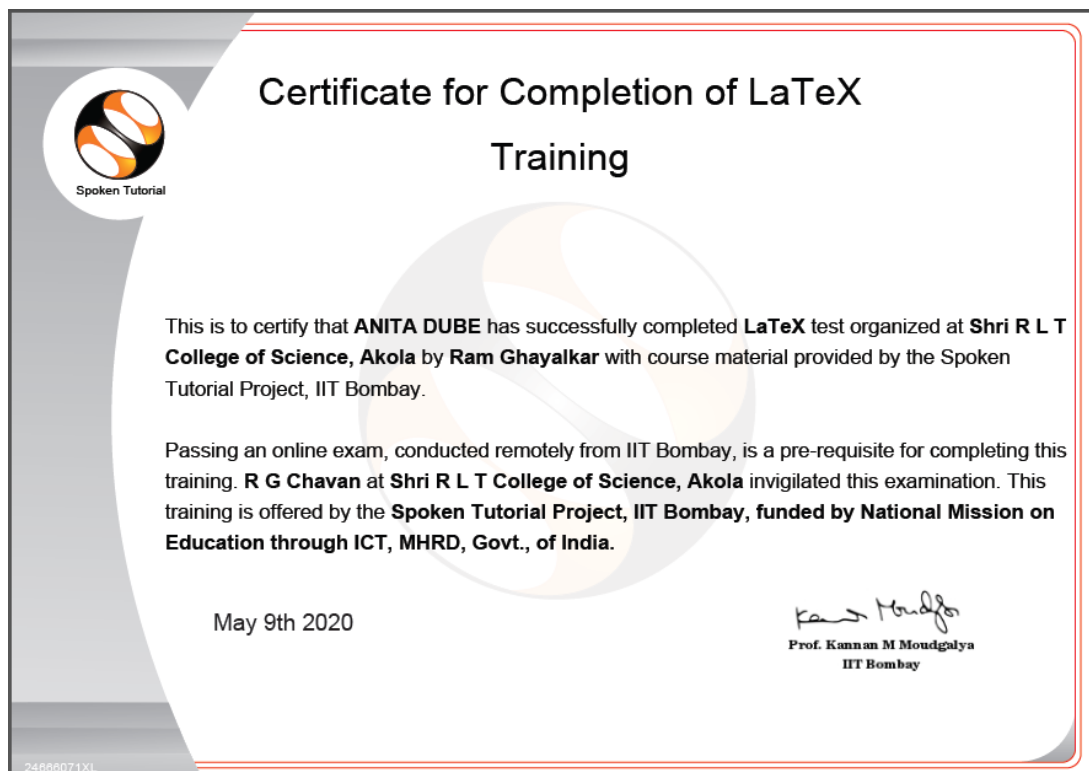 Certificate for Completion of LaTeX
Training
Spoken Tutorial
This is to certify that ANITA DUBE has successfully completed LaTeX test organized at Shri R L T
College of Science, Akola by Ram Ghayalkar with course material provided by the Spoken
Tutorial Project, IIT Bombay.
Passing an online exam, conducted remotely from IIT Bombay, is a pre-requisite for completing this
training. R G Chavan at Shri R L T College of Science, Akola invigilated this examination. This
training is offered by the Spoken Tutorial Project, IIT Bombay, funded by National Mission on
Education through ICT, MHRD, Govt., of India.
May 9th 2020
Prof. Kannan M Moudgalya
IIT Bombay
24686071XL